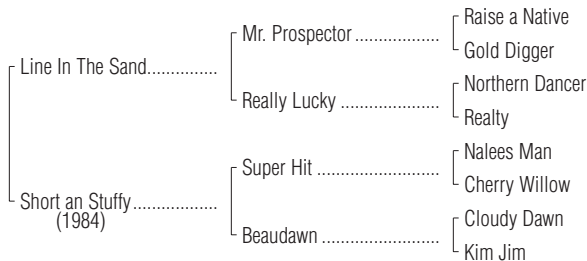 Raise a Native
Mr. Prospector ..................
Gold Digger
Line In The Sand...............
Northern Dancer
Really Lucky .....................
Realty
Nalees Man
Super Hit ..........................
Cherry Willow
Short an Stuffy ..................
(1984)
Cloudy Dawn
Beaudawn .........................
Kim Jim